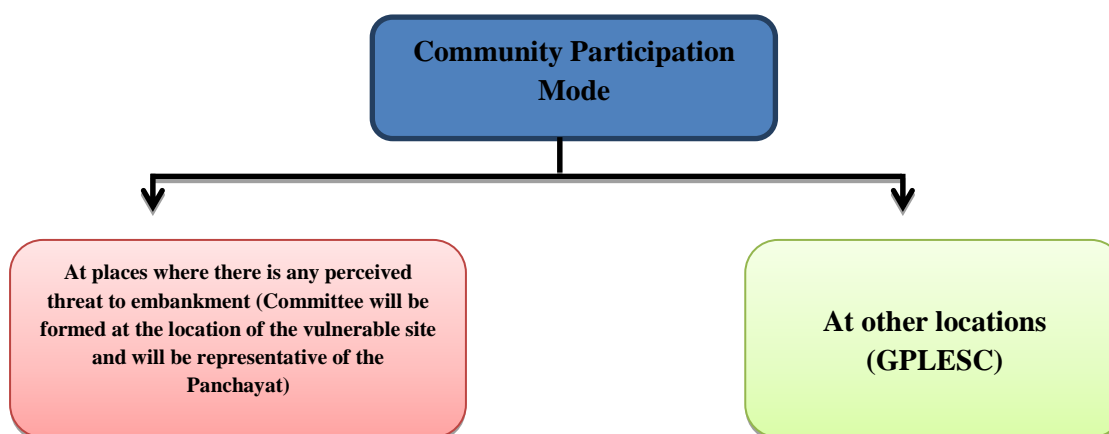 Community Participation
Mode
At places where there is any perceived
threat to embankment (Committee will be
formed at the location of the vulnerable site
and will be representative of the
Panchayat)
At other locations
(GPLESC)